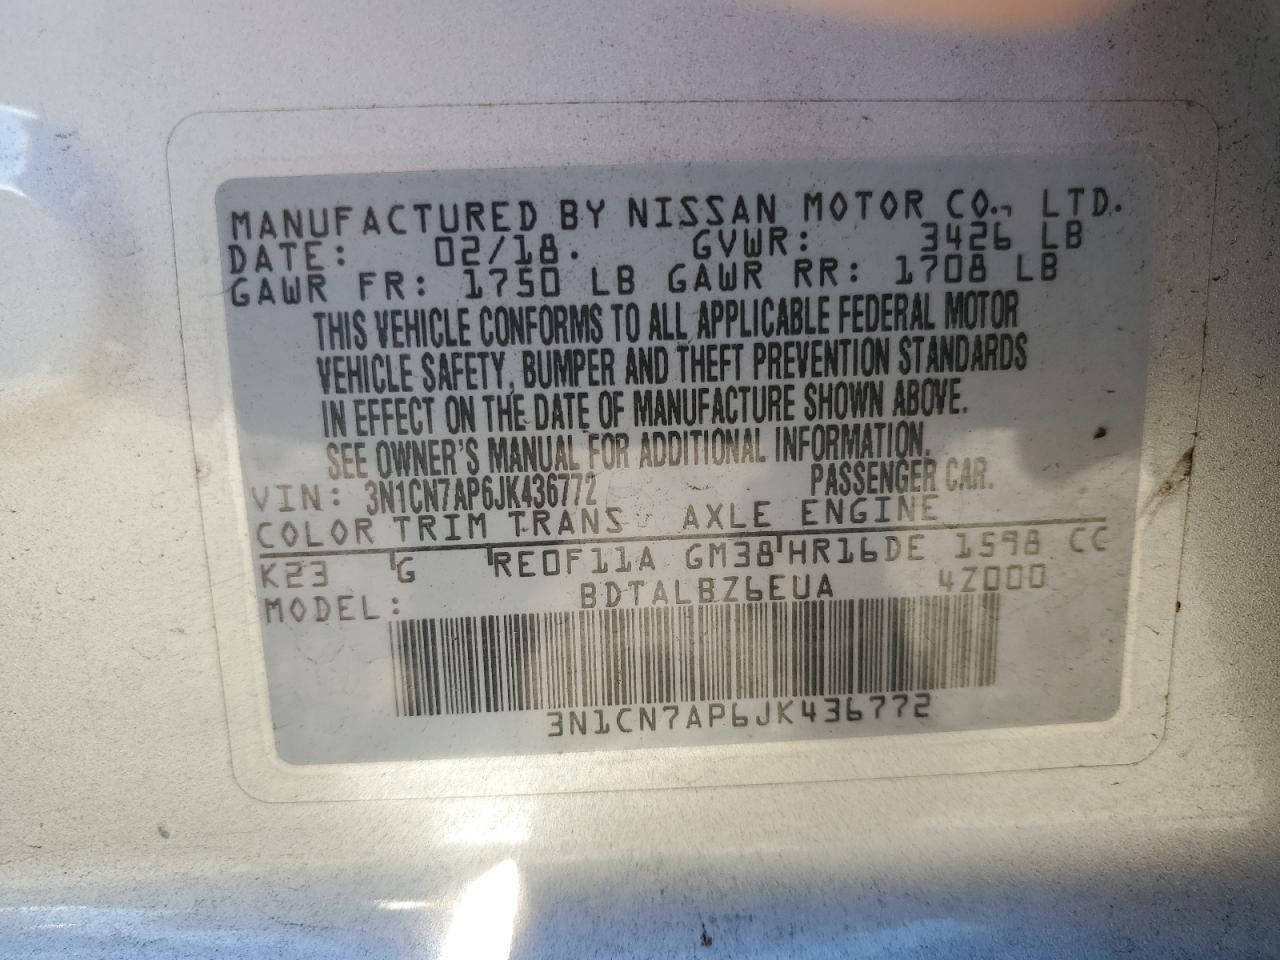 MANUFACTURED BY NISSAN MOTOR CO., LTD.
DATE: 02/18. GVWR: 3426 LB
GAWR FR: 1750 LB GAWR RR: 1708 LB
THIS VEHICLE CONFORMS TO ALL APPLICABLE FEDERAL MOTOR
VEHICLE SAFETY, BUMPER AND THEFT PREVENTION STANDARDS
IN EFFECT ON THE DATE OF MANUFACTURE SHOWN ABOVE.
SEE OWNER'S MANUAL FOR ADDITIONAL INFORMATION.
VIN: 3N1CN7AP6JK436772 PASSENGER CAR.
COLOR TRIM TRANS AXLE ENGINE
K23 G RE0F11A GM38 HR16DE 1598 CC
MODEL: BDTALBZ6EUA 4Z000
3N1CN7AP6JK436772